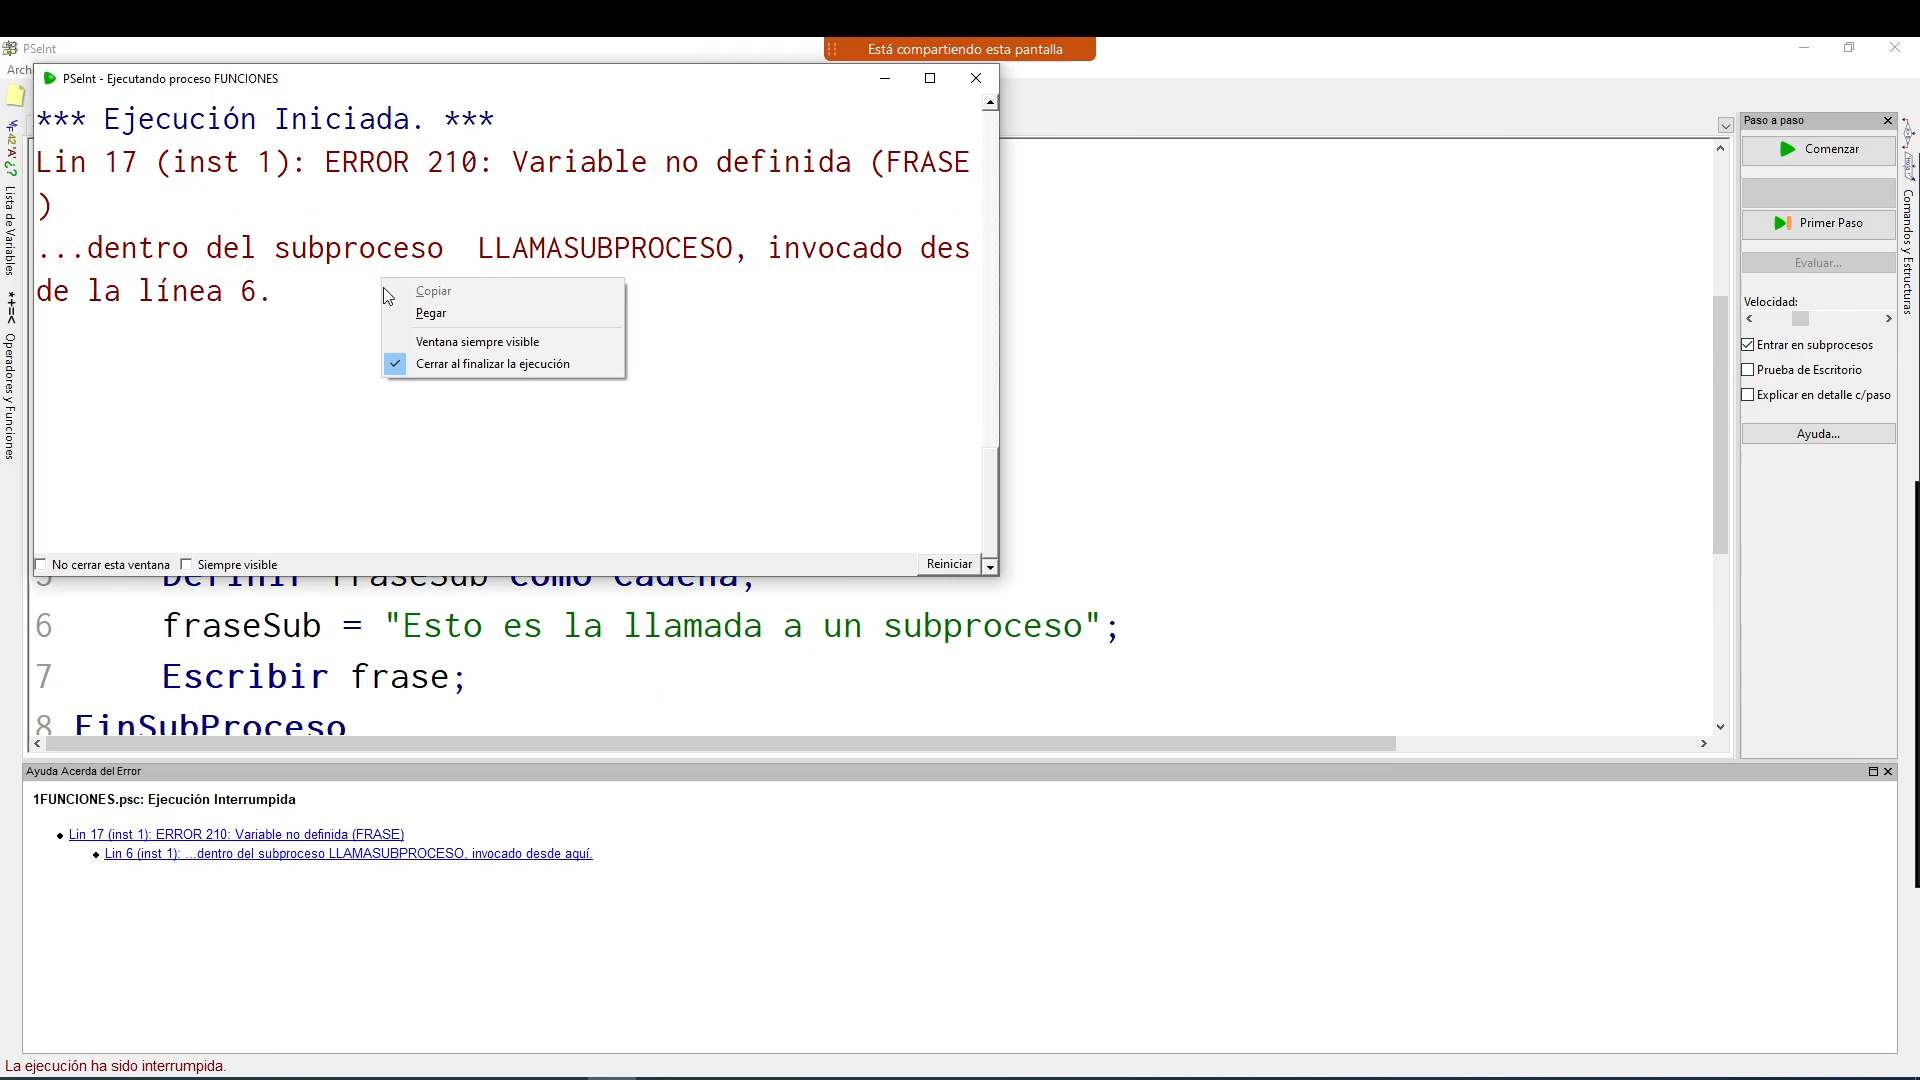 Está compartiendo esta pantalla
PSeInt
Arch
PSeInt - Ejecutando proceso FUNCIONES
*** Ejecución Iniciada. ***
Lin 17 (inst 1): ERROR 210: Variable no definida (FRASE
)
...dentro del subproceso  LLAMASUBPROCESO, invocado des
de la línea 6.
Copiar
Pegar
Ventana siempre visible
Cerrar al finalizar la ejecución
No cerrar esta ventana
Siempre visible
Reiniciar
Lista de Variables
*+=<
Operadores y Funciones
5 Definir fraseSub Como Cadena;
6 fraseSub = "Esto es la llamada a un subproceso";
7 Escribir frase;
8 FinSubProceso
Paso a paso
Comenzar
Primer Paso
Evaluar...
Velocidad:
Entrar en subprocesos
Prueba de Escritorio
Explicar en detalle c/paso
Ayuda...
Comandos y Estructuras
Ayuda Acerda del Error
1FUNCIONES.psc: Ejecución Interrumpida
Lin 17 (inst 1): ERROR 210: Variable no definida (FRASE)
Lin 6 (inst 1): ...dentro del subproceso LLAMASUBPROCESO, invocado desde aquí.
La ejecución ha sido interrumpida.